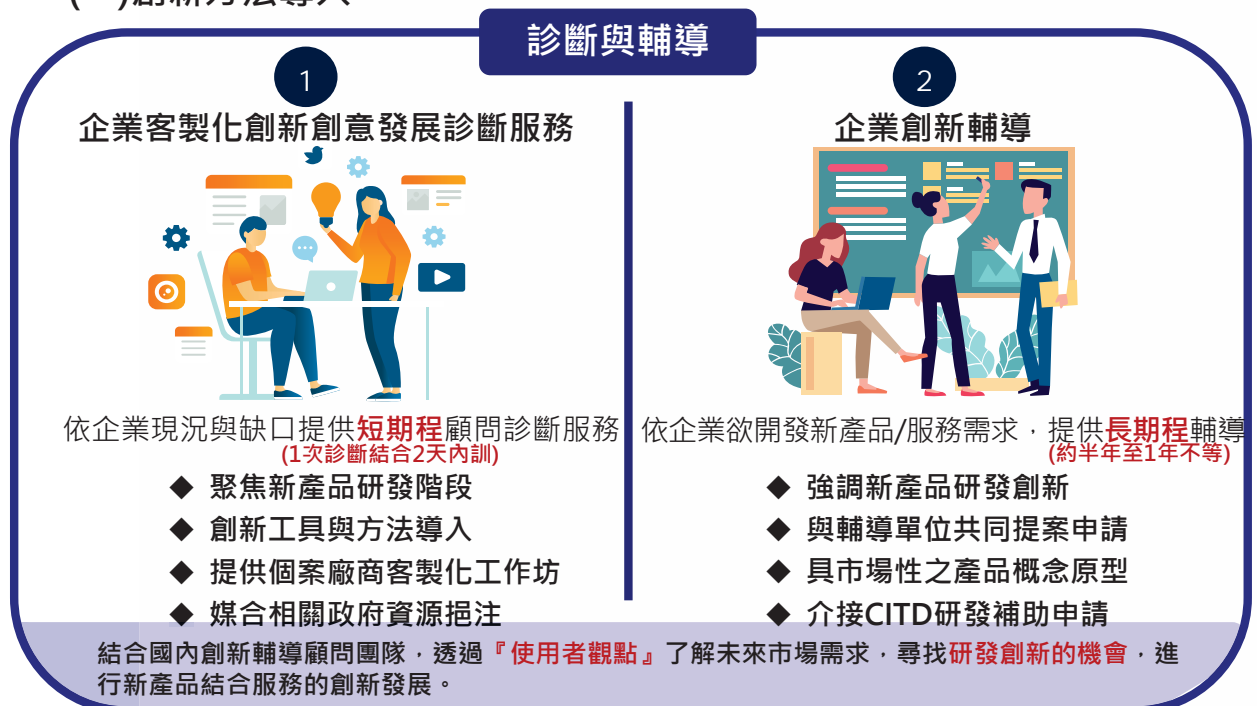 創新方法導入
診斷與輔導
1
企業客製化創新創意發展診斷服務
依企業現況與缺口提供短期程顧問診斷服務
(1次診斷結合2天內訓)
◆ 聚焦新產品研發階段
◆ 創新工具與方法導入
◆ 提供個案廠商客製化工作坊
◆ 媒合相關政府資源挹注
2
企業創新輔導
依企業欲開發新產品/服務需求，提供長期程輔導
(約半年至1年不等)
◆ 強調新產品研發創新
◆ 與輔導單位共同提案申請
◆ 具市場性之產品概念原型
◆ 介接CITD研發補助申請
結合國內創新輔導顧問團隊，透過『使用者觀點』了解未來市場需求，尋找研發創新的機會，進
行新產品結合服務的創新發展。